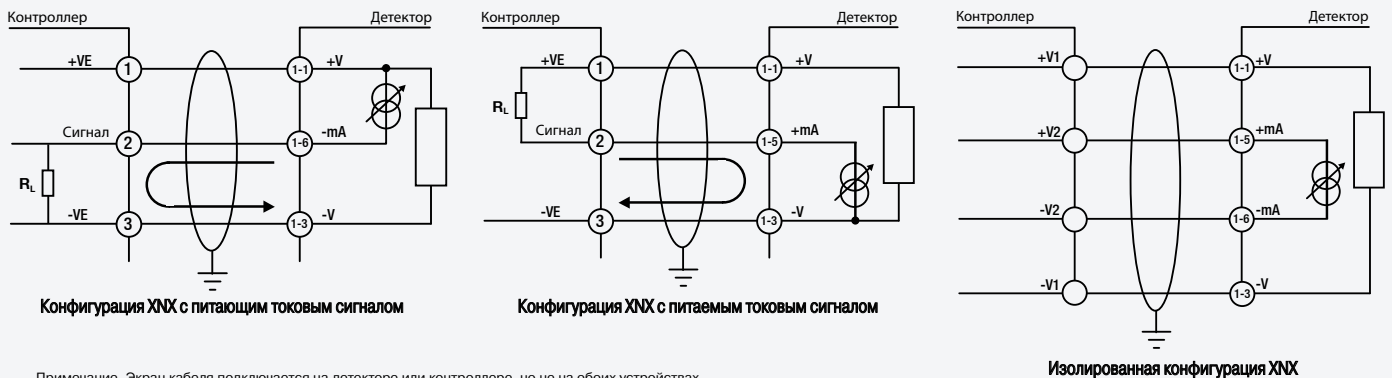 Контроллер
Детектор
+VE
1
1-1
+V
Сигнал
2
1-6
-mA
RL
-VE
3
1-3
-V
Конфигурация XNX с питающим токовым сигналом
Контроллер
Детектор
+VE
1
1-1
+V
RL
Сигнал
2
1-5
+mA
-VE
3
1-3
-V
Конфигурация XNX с питаемым токовым сигналом
Контроллер
Детектор
+V1
1-1
+V
+V2
1-5
+mA
-V2
1-6
-mA
-V1
1-3
-V
Изолированная конфигурация XNX
Примечание. Экран кабеля подключается на детекторе или контроллере, но не на обоих устройствах